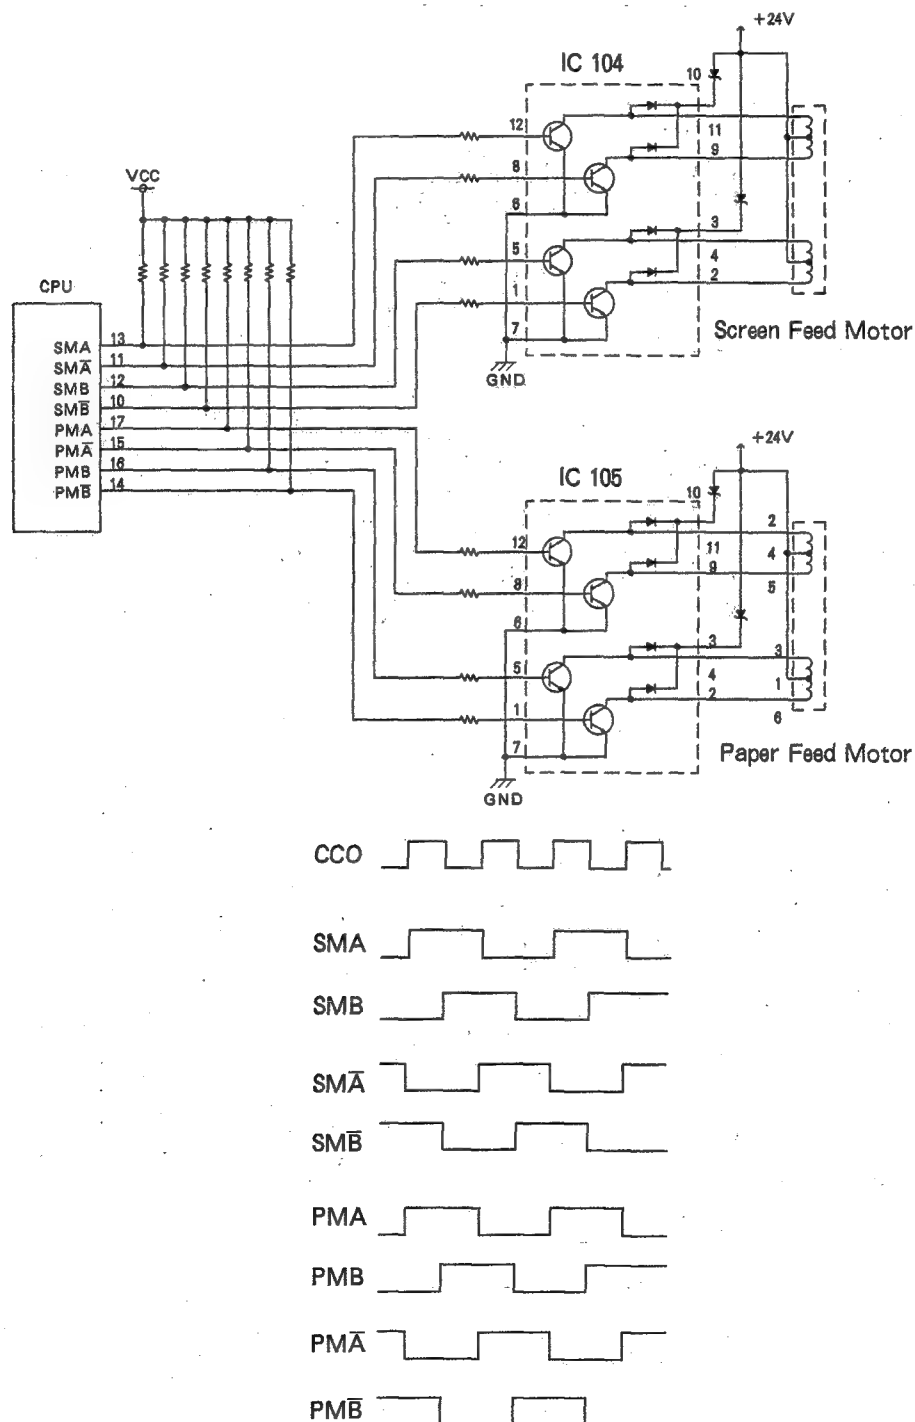 +24V
IC 104
10
12
11
8
9
VCC
6
3
5
4
CPU
1
2
7
Screen Feed Motor
GND
SMA 13
SMA̅ 11
SMB 12
SMB̅ 10
PMA 17
PMA̅ 15
PMB 16
PMB̅ 14
+24V
IC 105
10
2
12
11
4
8
9
5
6
3
3
5
4
1
1
2
6
7
Paper Feed Motor
GND
CCO
SMA
SMB
SMA̅
SMB̅
PMA
PMB
PMA̅
PMB̅